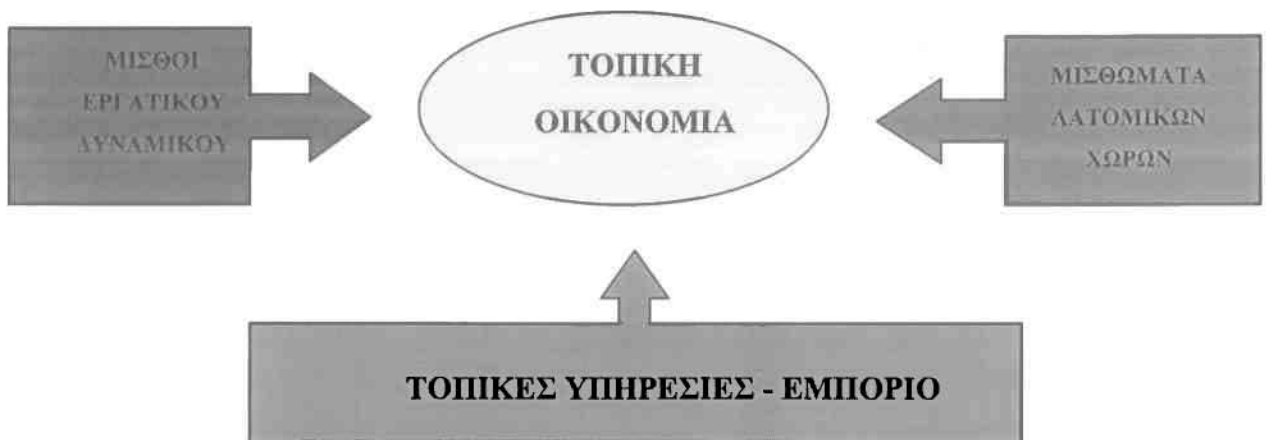 ΜΙΣΘΟΙ
ΕΡΓΑΤΙΚΟΥ
ΔΥΝΑΜΙΚΟΥ
ΤΟΠΙΚΗ
ΟΙΚΟΝΟΜΙΑ
ΜΙΣΘΩΜΑΤΑ
ΛΑΤΟΜΙΚΩΝ
ΧΩΡΩΝ
ΤΟΠΙΚΕΣ ΥΠΗΡΕΣΙΕΣ - ΕΜΠΟΡΙΟ